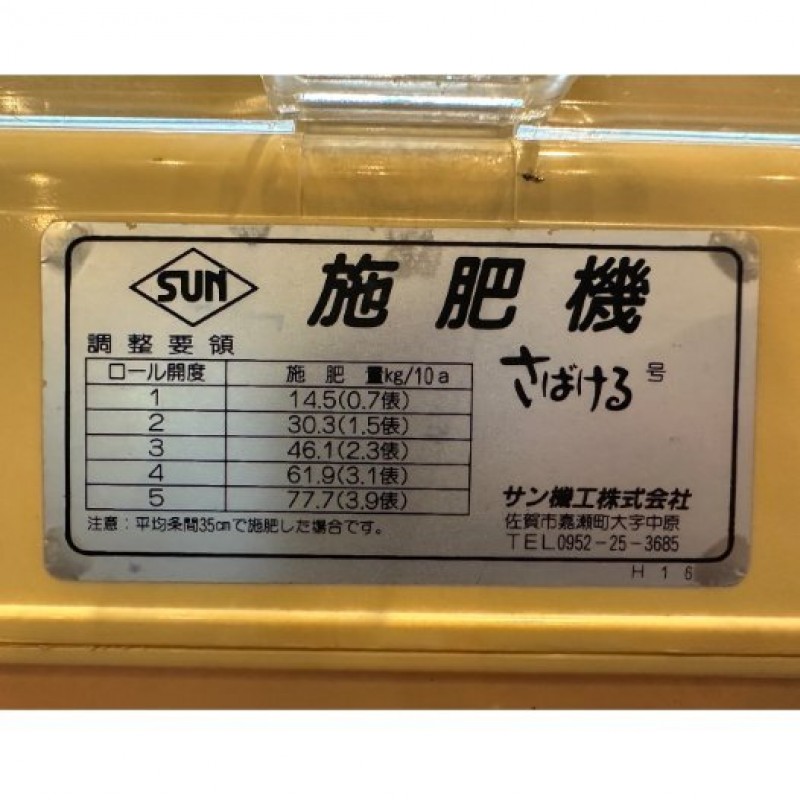 SUN 施肥機
調整要領
ロール開度 施肥量kg/10a
1 14.5(0.7俵)
2 30.3(1.5俵)
3 46.1(2.3俵)
4 61.9(3.1俵)
5 77.7(3.9俵)
注意：平均条間35cmで施肥した場合です。
さばける号
サン機工株式会社
佐賀市嘉瀬町大字中原
TEL.0952-25-3685
H16